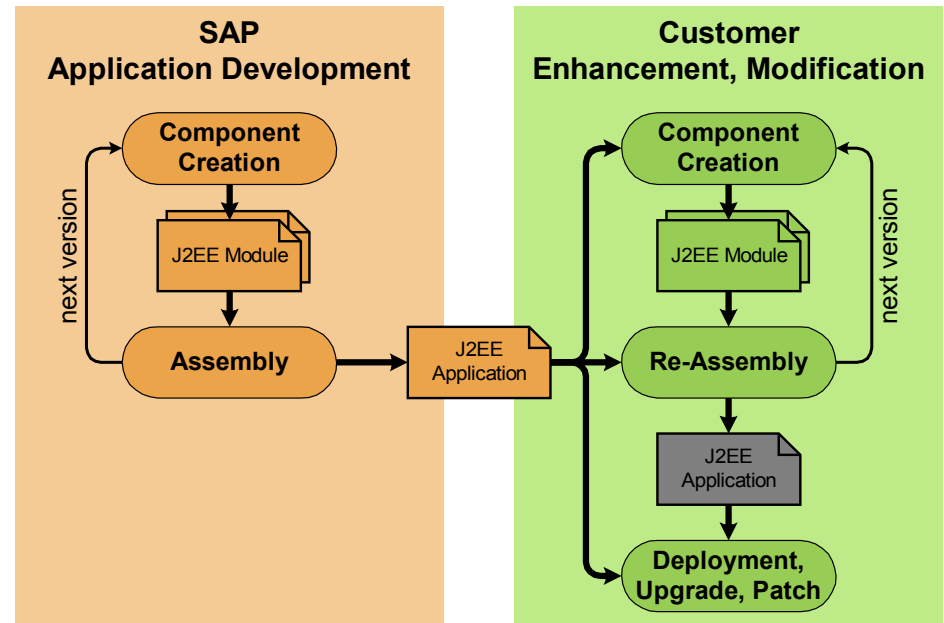 SAP
Application Development
Component
Creation
J2EE Module
next version
Assembly
J2EE
Application
Customer
Enhancement, Modification
Component
Creation
J2EE Module
next version
Re-Assembly
J2EE
Application
Deployment,
Upgrade, Patch